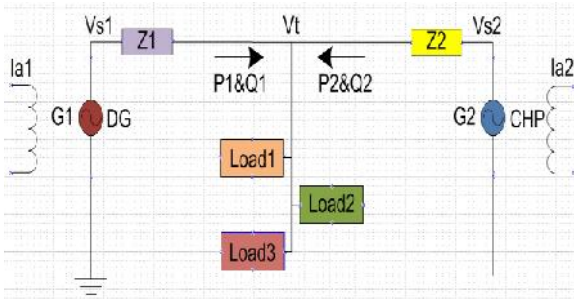 Vs1 Vt Vs2
Z1 Z2
Ia1 P1&Q1 P2&Q2 Ia2
G1 DG G2 CHP
Load1
Load2
Load3